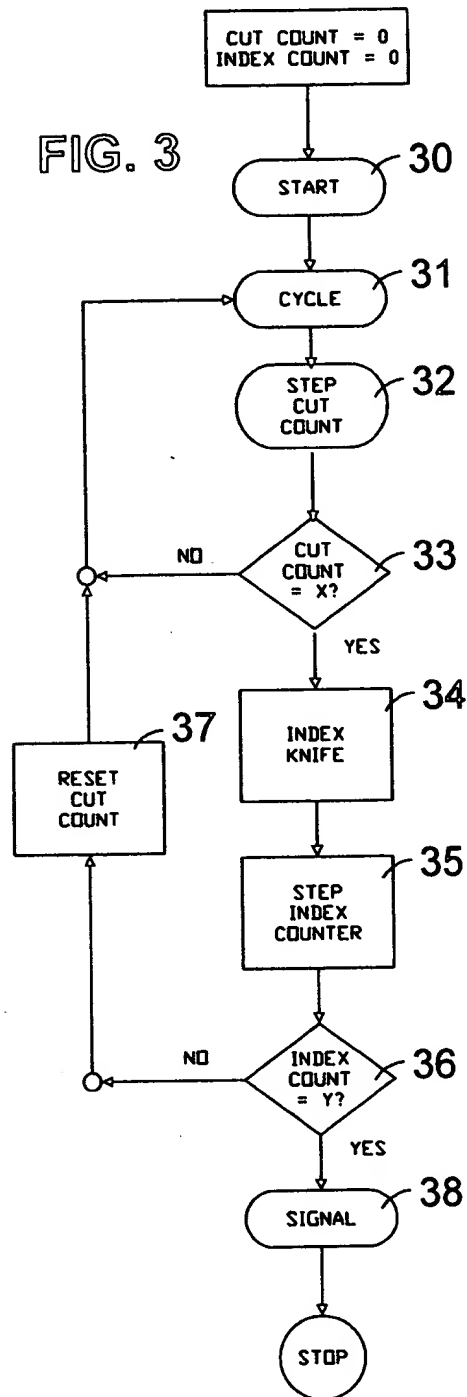 CUT COUNT = 0
INDEX COUNT = 0
FIG. 3
30
START
31
CYCLE
32
STEP
CUT
COUNT
33
CUT
COUNT
= X?
NO
YES
34
INDEX
KNIFE
37
RESET
CUT
COUNT
35
STEP
INDEX
COUNTER
36
INDEX
COUNT
= Y?
NO
YES
38
SIGNAL
STOP